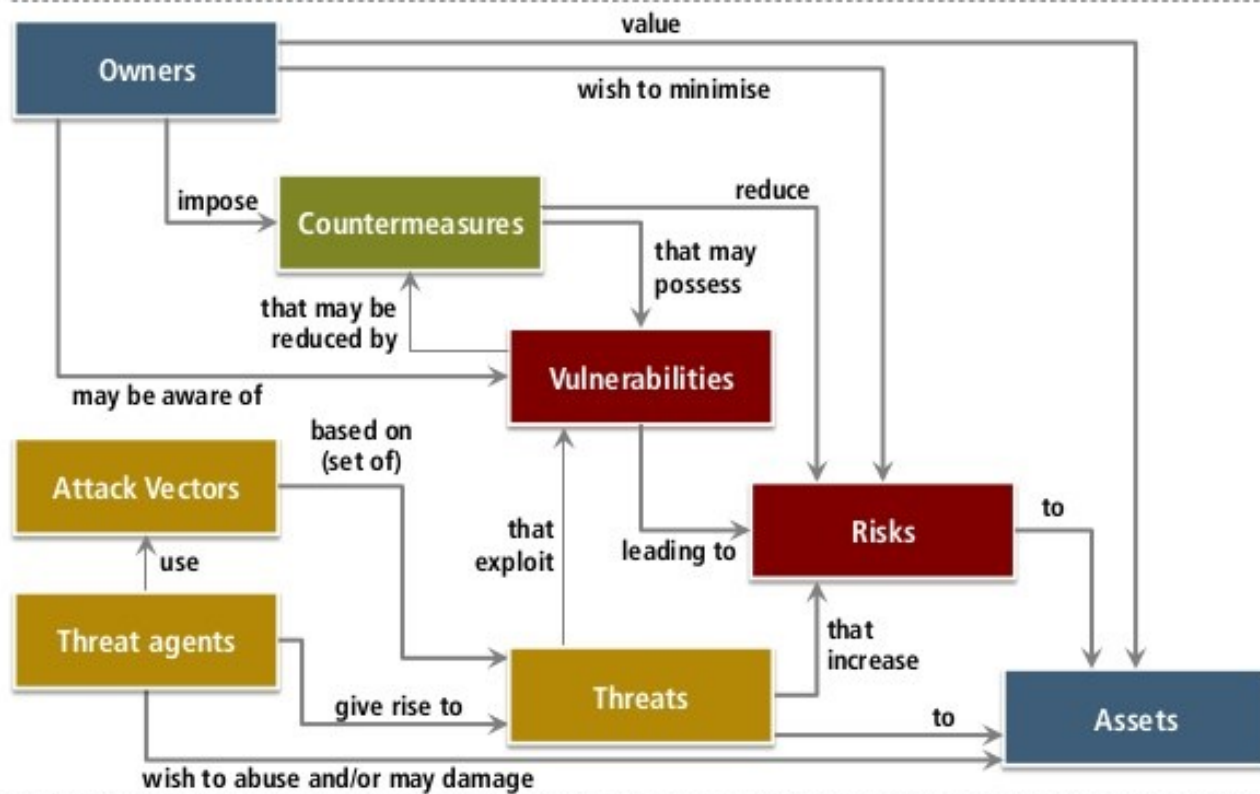 value
Owners
wish to minimise
impose
Countermeasures
reduce
that may
possess
that may be
reduced by
Vulnerabilities
may be aware of
based on
(set of)
Attack Vectors
that
exploit
leading to
Risks
to
use
Threat agents
that
increase
give rise to
Threats
to
Assets
wish to abuse and/or may damage